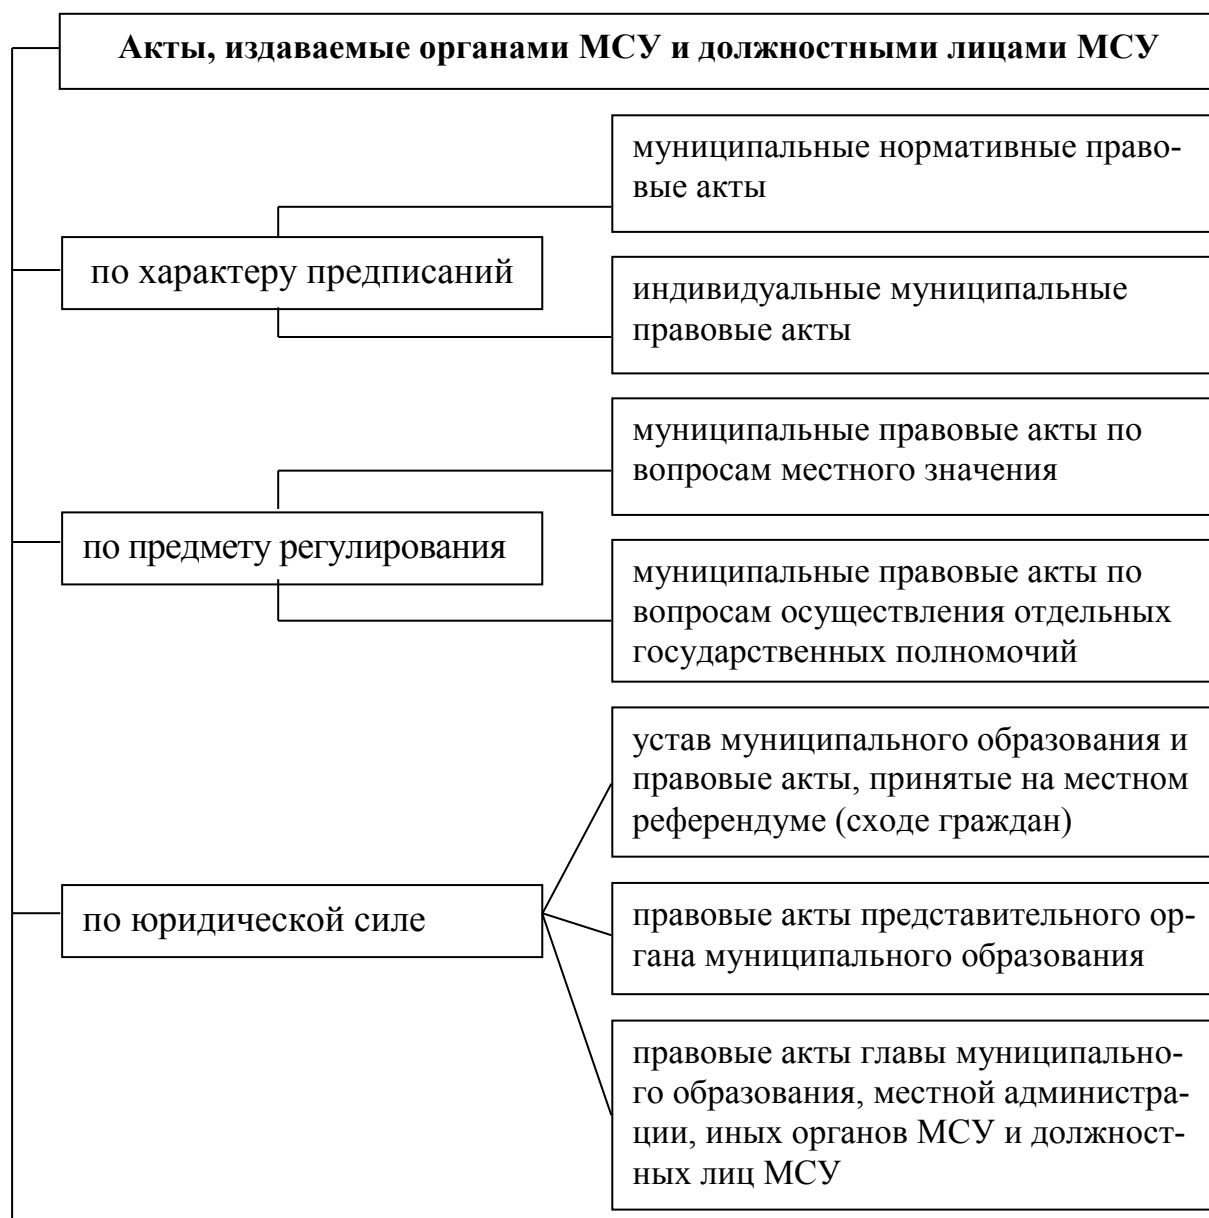 Акты, издаваемые органами МСУ и должностными лицами МСУ
муниципальные нормативные право-
вые акты
по характеру предписаний
индивидуальные муниципальные
правовые акты
муниципальные правовые акты по
вопросам местного значения
по предмету регулирования
муниципальные правовые акты по
вопросам осуществления отдельных
государственных полномочий
устав муниципального образования и
правовые акты, принятые на местном
референдуме (сходе граждан)
по юридической силе
правовые акты представительного ор-
гана муниципального образования
правовые акты главы муниципально-
го образования, местной администра-
ции, иных органов МСУ и должност-
ных лиц МСУ